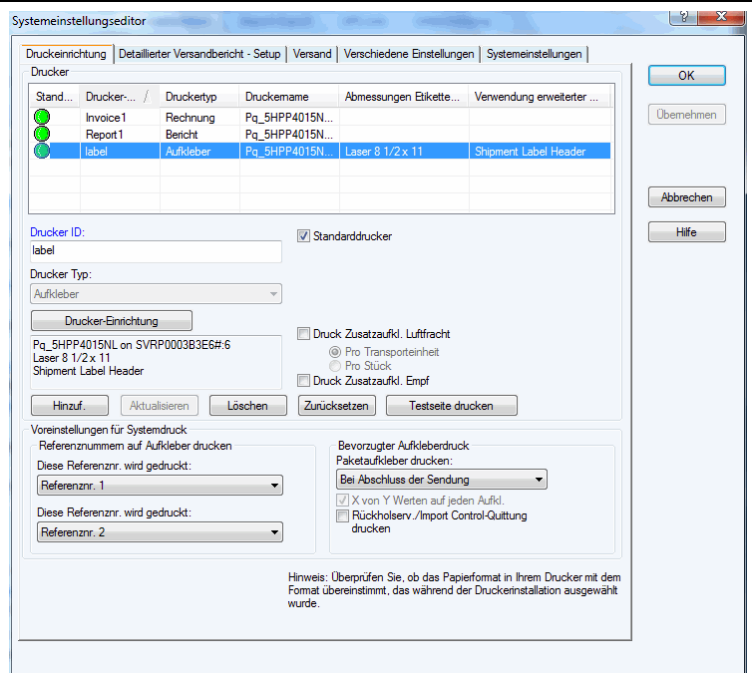 Systemeinstellungseditor
Druckeinrichtung Detaillierter Versandbericht - Setup Versand Verschiedene Einstellungen Systemeinstellungen
Drucker
Stand... Drucker-... / Druckertyp Druckername Abmessungen Etikette... Verwendung erweiterter ...
Invoice1 Rechnung Pq_5HPP4015N...
Report1 Bericht Pq_5HPP4015N...
label Aufkleber Pq_5HPP4015N... Laser 8 1/2 x 11 Shipment Label Header
OK
Übernehmen
Abbrechen
Hilfe
Drucker ID:
label
Standarddrucker
Drucker Typ:
Aufkleber
Drucker-Einrichtung
Pq_5HPP4015NL on SVRP0003B3E6#:6
Laser 8 1/2 x 11
Shipment Label Header
Druck Zusatzaufkl. Luftfracht
Pro Transporteinheit
Pro Stück
Druck Zusatzaufkl. Empf
Hinzuf. Aktualisieren Löschen Zurücksetzen Testseite drucken
Voreinstellungen für Systemdruck
Referenznummern auf Aufkleber drucken
Diese Referenznr. wird gedruckt:
Referenznr. 1
Diese Referenznr. wird gedruckt:
Referenznr. 2
Bevorzugter Aufkleberdruck
Paketaufkleber drucken:
Bei Abschluss der Sendung
X von Y Werten auf jeden Aufkl.
Rückholserv./Import Control-Quittung
drucken
Hinweis: Überprüfen Sie, ob das Papierformat in Ihrem Drucker mit dem
Format übereinstimmt, das während der Druckerinstallation ausgewählt
wurde.